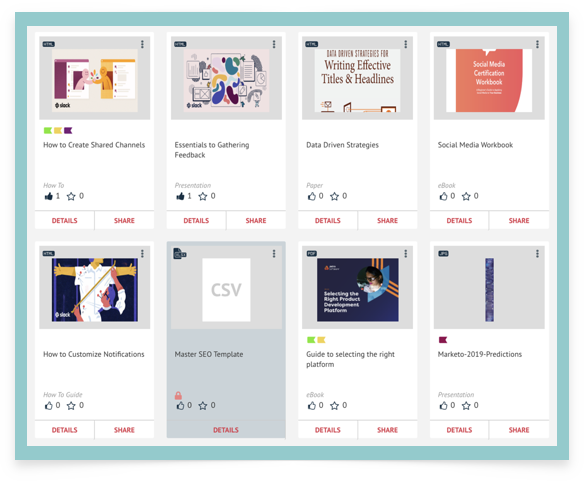 HTML
HTML
HTML
HTML
slack
slack
DATA DRIVEN STRATEGIES FOR
Writing Effective
Titles & Headlines
Social Media
Certification
Workbook
How to Create Shared Channels
Essentials to Gathering
Feedback
Data Driven Strategies
Social Media Workbook
How To
Presentation
Paper
eBook
1 0
1 0
0 0
0 0
DETAILS SHARE
DETAILS SHARE
DETAILS SHARE
DETAILS SHARE
HTML
PDF
JPG
slack
CSV
Selecting the
Right Product
Development
Platform
How to Customize Notifications
Master SEO Template
Guide to selecting the right
platform
Marketo-2019-Predictions
How To Guide
eBook
Presentation
0 0
0 0
0 0
0 0
DETAILS SHARE
DETAILS
DETAILS SHARE
DETAILS SHARE